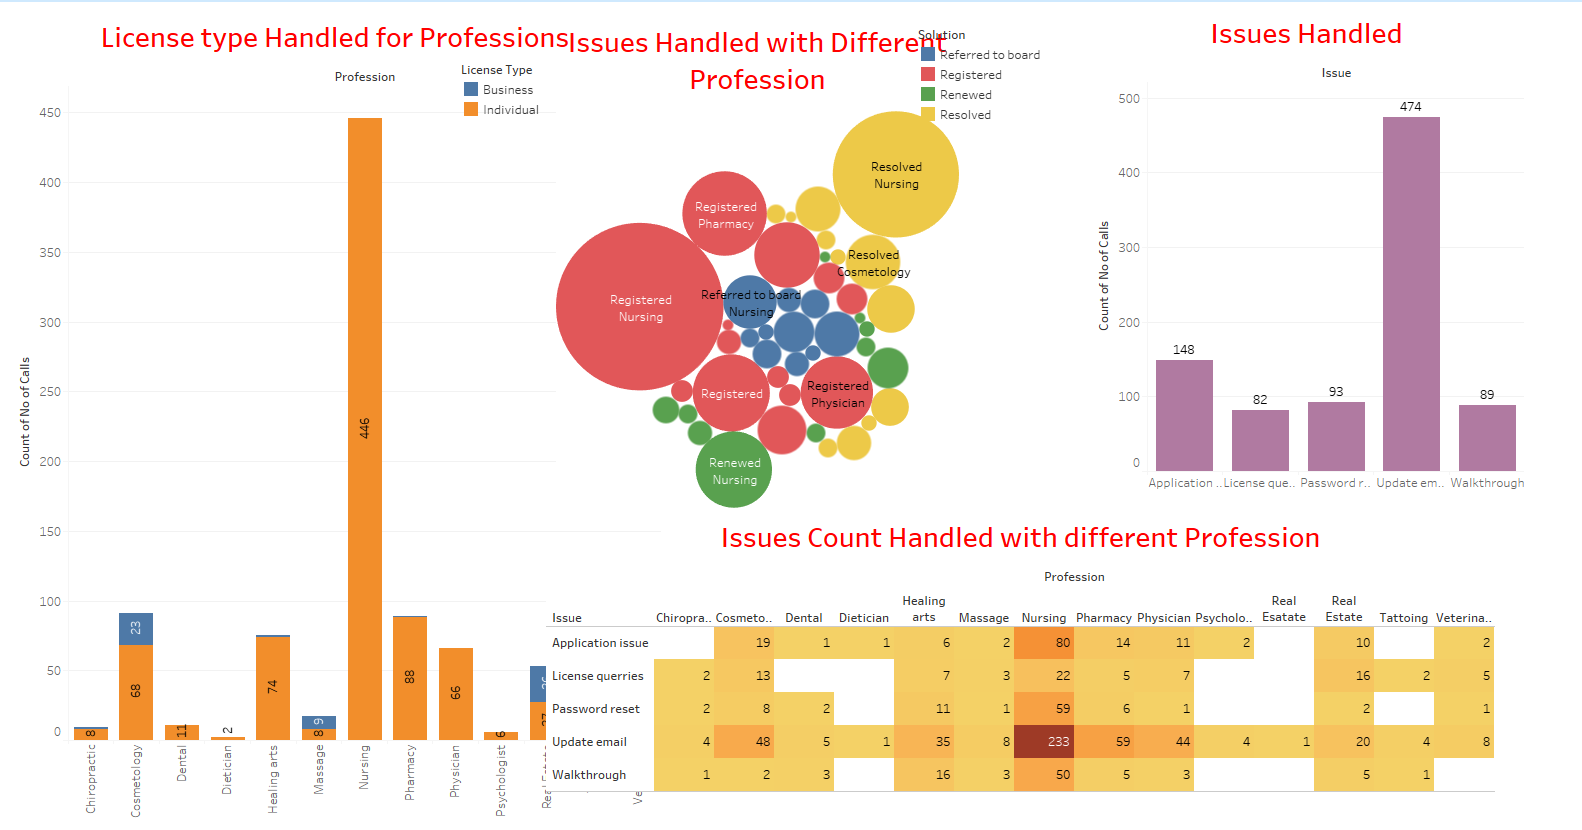 License type Handled for Professions
Profession
License Type
Business
Individual
Count of No of Calls
450
400
350
300
250
200
150
100
50
0
8
23
68
11
2
74
9
8
446
88
66
6
Chiropractic
Cosmetology
Dental
Dietician
Healing arts
Massage
Nursing
Pharmacy
Physician
Psychologist
Issues Handled with Different
Profession
Solution
Referred to board
Registered
Renewed
Resolved
Resolved
Nursing
Registered
Pharmacy
Resolved
Cosmetology
Registered
Nursing
Referred to board
Nursing
Registered
Registered
Physician
Renewed
Nursing
Issues Handled
Issue
Count of No of Calls
500
400
300
200
100
0
148
82
93
474
89
Application ..
License que..
Password r..
Update em..
Walkthrough
Issues Count Handled with different Profession
Profession
Issue Chiropra.. Cosmeto.. Dental Dietician Healing arts Massage Nursing Pharmacy Physician Psycholo.. Real Esatate Real Estate Tattoing Veterina..
Application issue 19 1 1 6 2 80 14 11 2 10 2
License querries 2 13 7 3 22 5 7 16 2 5
Password reset 2 8 2 11 1 59 6 1 2 1
Update email 4 48 5 1 35 8 233 59 44 4 1 20 4 8
Walkthrough 1 2 3 16 3 50 5 3 5 1